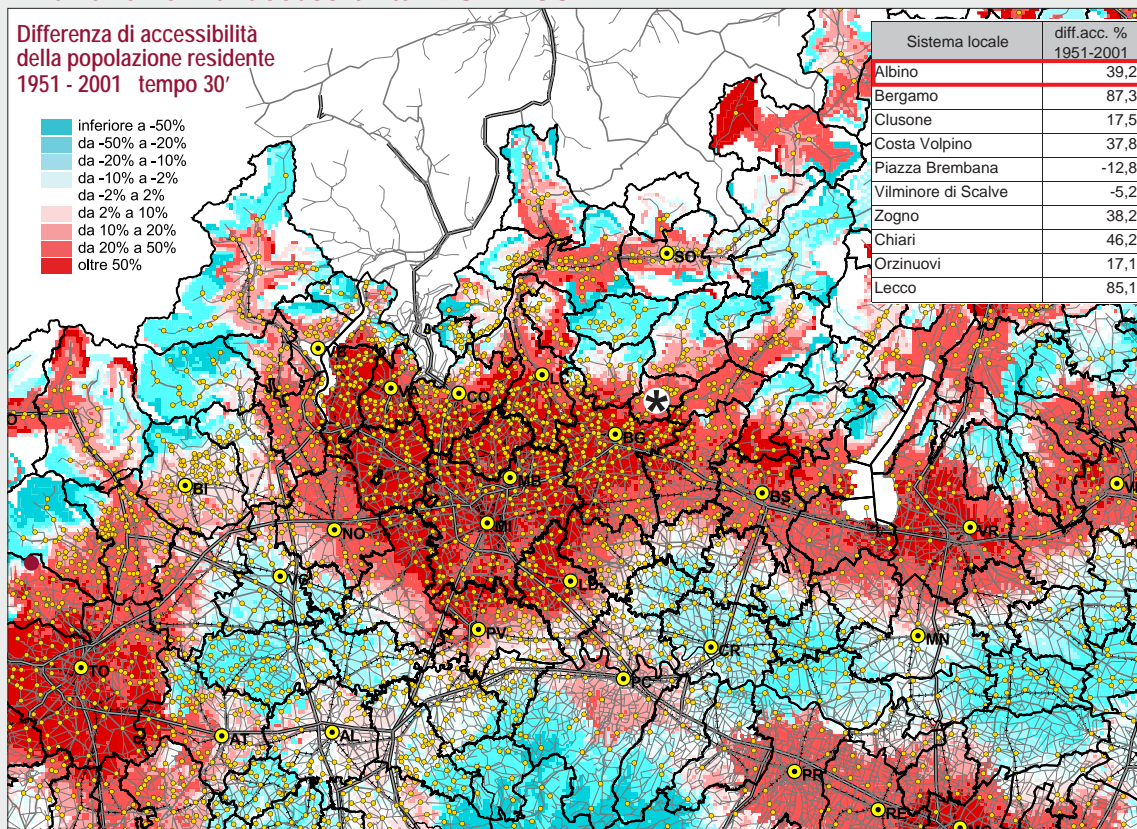 Differenza di accessibilità
della popolazione residente
1951 - 2001 tempo 30'
inferiore a -50%
da -50% a -20%
da -20% a -10%
da -10% a -2%
da -2% a 2%
da 2% a 10%
da 10% a 20%
da 20% a 50%
oltre 50%
Sistema locale diff.acc. % 1951-2001
Albino 39,2
Bergamo 87,3
Clusone 17,5
Costa Volpino 37,8
Piazza Brembana -12,8
Vilminore di Scalve -5,2
Zogno 38,2
Chiari 46,2
Orzinuovi 17,1
Lecco 85,1
SO
CO
*
BG
BI
MB
BS
NO
MI
VR
PV
MN
CR
TO
PC
AT
AL
PR
RE